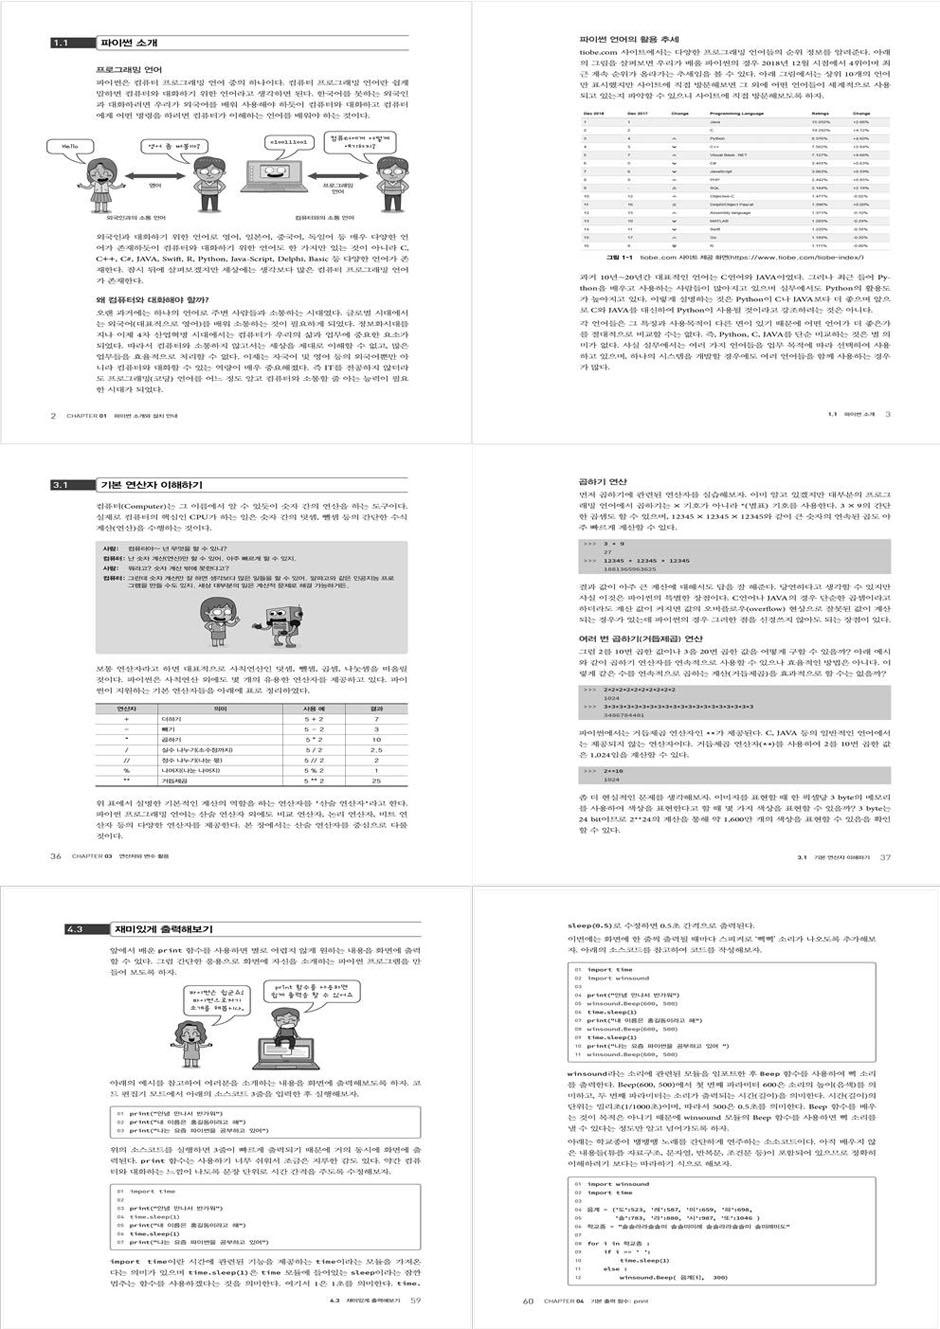 1.1 파이썬 소개
프로그래밍 언어
파이썬은 컴퓨터 프로그래밍 언어 중의 하나이다. 컴퓨터 프로그래밍 언어란 쉽게
말하면 컴퓨터와 대화하기 위한 언어라고 생각하면 된다. 한국어를 못하는 외국인
과 대화하려면 우리가 외국어를 배워 사용해야 하듯이 컴퓨터와 대화하고 컴퓨터
에게 어떤 명령을 하려면 컴퓨터가 이해하는 언어를 배워야 하는 것이다.
Hello
영어 좀 배울까?
c10111001
컴퓨터에게 어떻게
얘기하지?
영어
프로그래밍
언어
외국인과의 소통 언어
컴퓨터와의 소통 언어
외국인과 대화하기 위한 언어로 영어, 일본어, 중국어, 독일어 등 매우 다양한 언
어가 존재하듯이 컴퓨터와 대화하기 위한 언어도 한 가지만 있는 것이 아니라 C,
C++, C#, JAVA, Swift, R, Python, Java-Script, Delphi, Basic 등 다양한 언어가 존
재한다. 잠시 뒤에 살펴보겠지만 세상에는 생각보다 많은 컴퓨터 프로그래밍 언어
가 존재한다.
왜 컴퓨터와 대화해야 할까?
오랜 과거에는 하나의 언어로 주변 사람들과 소통하는 시대였다. 글로벌 시대에서
는 외국어(대표적으로 영어)를 배워 소통하는 것이 필요하게 되었다. 정보화시대를
지나 이제 4차 산업혁명 시대에서는 컴퓨터가 우리의 삶과 업무에 중요한 요소가
되었다. 따라서 컴퓨터와 소통하지 않고서는 세상을 제대로 이해할 수 없고, 많은
업무들을 효율적으로 처리할 수 없다. 이제는 자국어 및 영어 등의 외국어뿐만 아
니라 컴퓨터와 대화할 수 있는 역량이 매우 중요해졌다. 즉 IT를 전공하지 않더라
도 프로그래밍(코딩) 언어를 어느 정도 알고 컴퓨터와 소통할 줄 아는 능력이 필요
한 시대가 되었다.
2 CHAPTER 01 파이썬 소개와 설치 안내
파이썬 언어의 활용 추세
tiobe.com 사이트에서는 다양한 프로그래밍 언어들의 순위 정보를 알려준다. 아래
의 그림을 살펴보면 우리가 배울 파이썬의 경우 2018년 12월 시점에서 4위이며 최
근 계속 순위가 올라가는 추세임을 볼 수 있다. 아래 그림에서는 상위 10개의 언어
만 표시했지만 사이트에 직접 방문해보면 그 외에 어떤 언어들이 세계적으로 사용
되고 있는지 파악할 수 있으니 사이트에 직접 방문해보도록 하자.
Dec 2018 Dec 2017 Change Programming Language Ratings Change
1 1 Java
2 2 C
3 4 Python
4 3 C++
5 7 Visual Basic .NET
6 5 C#
7 6 JavaScript
8 8 PHP
9 - SQL
Objective-C
Delphi/Object Pascal
Assembly language
MATLAB
Swift
Go
R
그림 1-1 tiobe.com 사이트 제공 화면(https://www.tiobe.com/tiobe-index/)
과거 10년~20년간 대표적인 언어는 C언어와 JAVA이었다. 그러나 최근 들어 Py-
thon을 배우고 사용하는 사람들이 많아지고 있으며 실무에서도 Python의 활용도
가 높아지고 있다. 이렇게 설명하는 것은 Python이 C나 JAVA보다 더 좋으며 앞으
로 C와 JAVA를 대신하여 Python이 사용될 것이라고 강조하려는 것은 아니다.
각 언어들은 그 특징과 사용목적이 다른 면이 있기 때문에 어떤 언어가 더 좋은가
를 절대적으로 비교할 수는 없다. 즉, Python, C, JAVA를 단순 비교하는 것은 별 의
미가 없다. 사실 실무에서는 여러 가지 언어들을 업무 목적에 따라 선택하여 사용
하고 있으며, 하나의 시스템을 개발할 경우에도 여러 언어들을 함께 사용하는 경우
가 많다.
1.1 파이썬 소개 3
3.1 기본 연산자 이해하기
컴퓨터(Computer)는 그 이름에서 알 수 있듯이 숫자 간의 연산을 하는 도구이다.
실제로 컴퓨터의 핵심인 CPU가 하는 일은 숫자 간의 덧셈, 뺄셈 등의 간단한 수식
계산(연산)을 수행하는 것이다.
사람: 컴퓨터야~ 넌 무엇을 할 수 있니?
컴퓨터: 난 숫자 계산(연산)만 할 수 있어. 아주 빠르게 할 수 있지.
사람: 뭐라고? 숫자 계산 밖에 못한다고?
컴퓨터: 그런데 숫자 계산만 잘 하면 생각보다 많은 일들을 할 수 있어. 알파고와 같은 인공지능 프로
그램을 만들 수도 있지. 세상 대부분의 일은 계산적 문제로 해결 가능하거든.
보통 연산자라고 하면 대표적으로 사칙연산인 덧셈, 뺄셈, 곱셈, 나눗셈을 떠올릴
것이다. 파이썬은 사칙연산 외에도 몇 개의 유용한 연산자를 제공하고 있다. 파이
썬이 지원하는 기본 연산자들을 아래에 표로 정리하였다.
연산자 의미 사용 예 결과
+ 더하기 5 + 2 7
- 빼기 5 - 2 3
* 곱하기 5 * 2 10
/ 실수 나누기(소수점까지) 5 / 2 2.5
// 정수 나누기(나눈 몫) 5 // 2 2
% 나머지(나눈 나머지) 5 % 2 1
** 거듭제곱 5 ** 2 25
위 표에서 설명한 기본적인 계산의 역할을 하는 연산자를 '산술 연산자'라고 한다.
파이썬 프로그래밍 언어는 산술 연산자 외에도 비교 연산자, 논리 연산자, 비트 연
산자 등의 다양한 연산자를 제공한다. 본 장에서는 산술 연산자를 중심으로 다룰
것이다.
36 CHAPTER 03 연산자와 변수 활용
곱하기 연산
먼저 곱하기에 관련된 연산자를 실습해보자. 이미 알고 있겠지만 대부분의 프로그
래밍 언어에서 곱하기는 × 기호가 아니라 *(별표) 기호를 사용한다. 3 × 9의 간단
한 곱셈도 할 수 있으며, 12345 × 12345 × 12345와 같이 큰 숫자의 연속된 곱도 아
주 빠르게 계산할 수 있다.
>>> 3 * 9
27
>>> 12345 * 12345 * 12345
1881365963625
결과 값이 아주 큰 계산에 대해서도 답을 잘 해준다. 당연하다고 생각할 수 있지만
사실 이것은 파이썬의 특별한 장점이다. C언어나 JAVA의 경우 단순한 곱셈이라고
하더라도 계산 값이 커지면 값의 오버플로우(overflow) 현상으로 잘못된 값이 계산
되는 경우가 있는데 파이썬의 경우 그러한 점을 신경쓰지 않아도 되는 장점이 있다.
여러 번 곱하기(거듭제곱) 연산
그럼 2를 10번 곱한 값이나 3을 20번 곱한 값을 어떻게 구할 수 있을까? 아래 예시
와 같이 곱하기 연산자를 연속적으로 사용할 수 있으나 효율적인 방법은 아니다. 이
렇게 같은 수를 연속적으로 곱하는 계산(거듭제곱)을 효과적으로 할 수는 없을까?
>>> 2*2*2*2*2*2*2*2*2*2
1024
>>> 3*3*3*3*3*3*3*3*3*3*3*3*3*3*3*3*3*3*3*3
3486784401
파이썬에서는 거듭제곱 연산자인 **가 제공된다. C, JAVA 등의 일반적인 언어에서
는 제공되지 않는 연산자이다. 거듭제곱 연산자(**)를 사용하여 2를 10번 곱한 값
은 1,024임을 계산할 수 있다.
>>> 2**10
1024
좀 더 현실적인 문제를 생각해보자. 이미지를 표현할 때 한 픽셀당 3 byte의 메모리
를 사용하여 색상을 표현한다고 할 때 몇 가지 색상을 표현할 수 있을까? 3 byte는
24 bit이므로 2**24의 계산을 통해 약 1,600만 개의 색상을 표현할 수 있음을 확인
할 수 있다.
3.1 기본 연산자 이해하기 37
4.3 재미있게 출력해보기
앞에서 배운 print 함수를 사용하면 별로 어렵지 않게 원하는 내용을 화면에 출력
할 수 있다. 그럼 간단한 응용으로 화면에 자신을 소개하는 파이썬 프로그램을 만
들어 보도록 하자.
파이썬은 쉽군요!
파이썬으로 자기
소개를 해봅시다.
print 함수를 사용하면
쉽게 출력을 할 수 있어요
아래의 예시를 참고하여 여러분을 소개하는 내용을 화면에 출력해보도록 하자. 코
드 편집기 모드에서 아래의 소스코드 3줄을 입력한 후 실행해보자.
01 print("안녕 만나서 반가워")
02 print("내 이름은 홍길동이라고 해")
03 print("나는 요즘 파이썬을 공부하고 있어")
위의 소스코드를 실행하면 3줄이 빠르게 출력되기 때문에 거의 동시에 화면에 출
력된다. print 함수는 사용하기 너무 쉬워서 조금은 지루한 감도 있다. 약간 컴퓨
터와 대화하는 느낌이 나도록 문장 단위로 시간 간격을 주도록 수정해보자.
01 import time
02
03 print("안녕 만나서 반가워")
04 time.sleep(1)
05 print("내 이름은 홍길동이라고 해")
06 time.sleep(1)
07 print("나는 요즘 파이썬을 공부하고 있어")
import time이란 시간에 관련된 기능을 제공하는 time이라는 모듈을 가져온
다는 의미가 있으며 time.sleep(1)은 time 모듈에 들어있는 sleep이라는 잠깐
멈추는 함수를 사용하겠다는 것을 의미한다. 여기서 1은 1초를 의미한다. time.
4.3 재미있게 출력해보기 59
sleep(0.5)로 수정하면 0.5초 간격으로 출력된다.
이번에는 화면에 한 줄씩 출력될 때마다 스피커로 '삑삑' 소리가 나오도록 추가해보
자. 아래의 소스코드를 참고하여 코드를 작성해보자.
01 import time
02 import winsound
03
04 print("안녕 만나서 반가워")
05 winsound.Beep(600, 500)
06 time.sleep(1)
07 print("내 이름은 홍길동이라고 해")
08 winsound.Beep(600, 500)
09 time.sleep(1)
10 print("나는 요즘 파이썬을 공부하고 있어 ")
11 winsound.Beep(600, 500)
winsound라는 소리에 관련된 모듈을 임포트한 후 Beep 함수를 사용하여 삑 소리
를 출력한다. Beep(600, 500)에서 첫 번째 파라미터 600은 소리의 높이(음색)를 의
미하고, 두 번째 파라미터는 소리가 출력되는 시간(길이)을 의미한다. 시간(길이)의
단위는 밀리초(1/1000초)이며, 따라서 500은 0.5초를 의미한다. Beep 함수를 배우
는 것이 목적은 아니기 때문에 winsound 모듈의 Beep 함수를 사용하면 삑 소리를
낼 수 있다는 정도만 알고 넘어가도록 하자.
아래는 학교종이 땡땡땡 노래를 간단하게 연주하는 소스코드이다. 아직 배우지 않
은 내용들(튜플 자료구조, 문자열, 반복문, 조건문 등)이 포함되어 있으므로 정확히
이해하려기 보다는 따라하기 식으로 해보자.
01 import winsound
02 import time
03
04 음계 = {'도':523, '레':587, '미':659, '파':698,
05 '솔':783, '라':880, '시':987, '또':1046 }
06 학교종 =
07
08 for i in 학교종 :
09 if i == ' ':
10 time.sleep(1)
11 else :
12 winsound.Beep( 음계[i], 300)
60 CHAPTER 04 기본 출력 함수: print